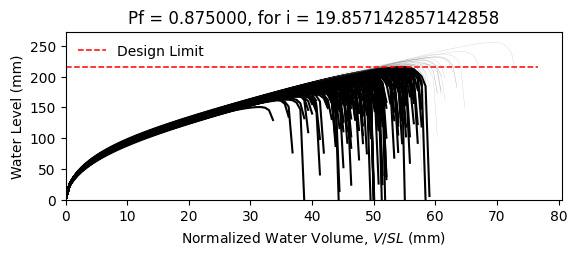 Pf = 0.875000, for i = 19.857142857142858
Design Limit
Water Level (mm)
250
200
150
100
50
0
0 10 20 30 40 50 60 70 80
Normalized Water Volume, V/SL (mm)